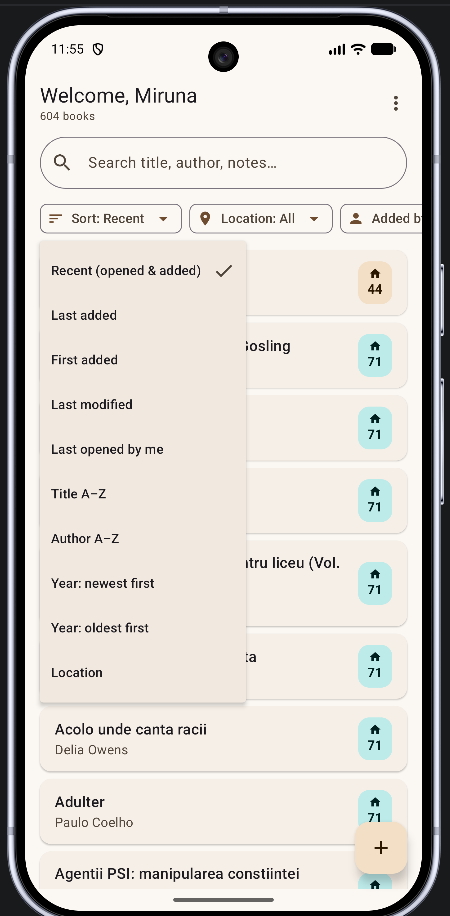 11:55
Welcome, Miruna
604 books
Search title, author, notes…
Sort: Recent
Location: All
Added
Recent (opened & added)
44
Last added
First added
Gosling
71
Last modified
71
Last opened by me
Title A–Z
71
Author A–Z
liceu (Vol.
Year: newest first
71
Year: oldest first
71
Location
Acolo unde canta racii
Delia Owens
71
Adulter
Paulo Coelho
71
+
Agentii PSI: manipularea constiintei